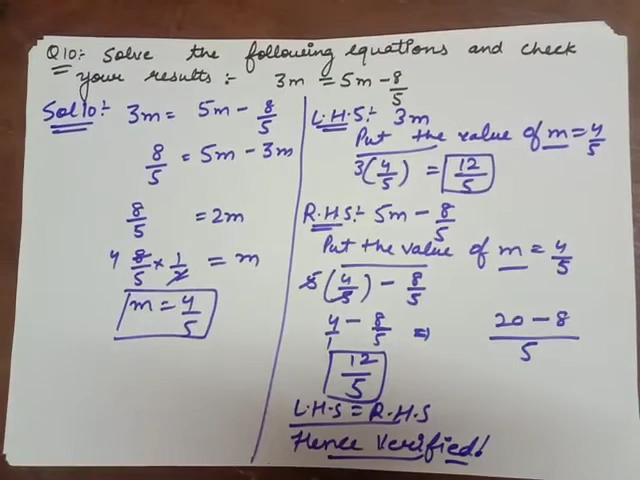 Q10:- Solve the following equations and check
your results :- 3m = 5m - 8/5
Sol10:- 3m = 5m - 8/5
8/5 = 5m - 3m
8/5 = 2m
4 8/5 × 1/2 = m
m = 4/5
L.H.S:- 3m
Put the value of m = 4/5
3(4/5) = 12/5
R.H.S:- 5m - 8/5
Put the value of m = 4/5
5(4/5) - 8/5
4/1 - 8/5 ⇒ 20 - 8/5
12/5
L.H.S = R.H.S
Hence Verified!